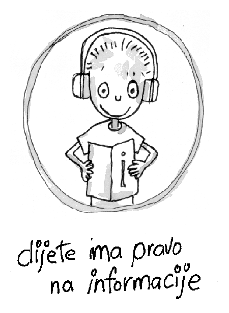 i
dijete ima pravo
na informacije